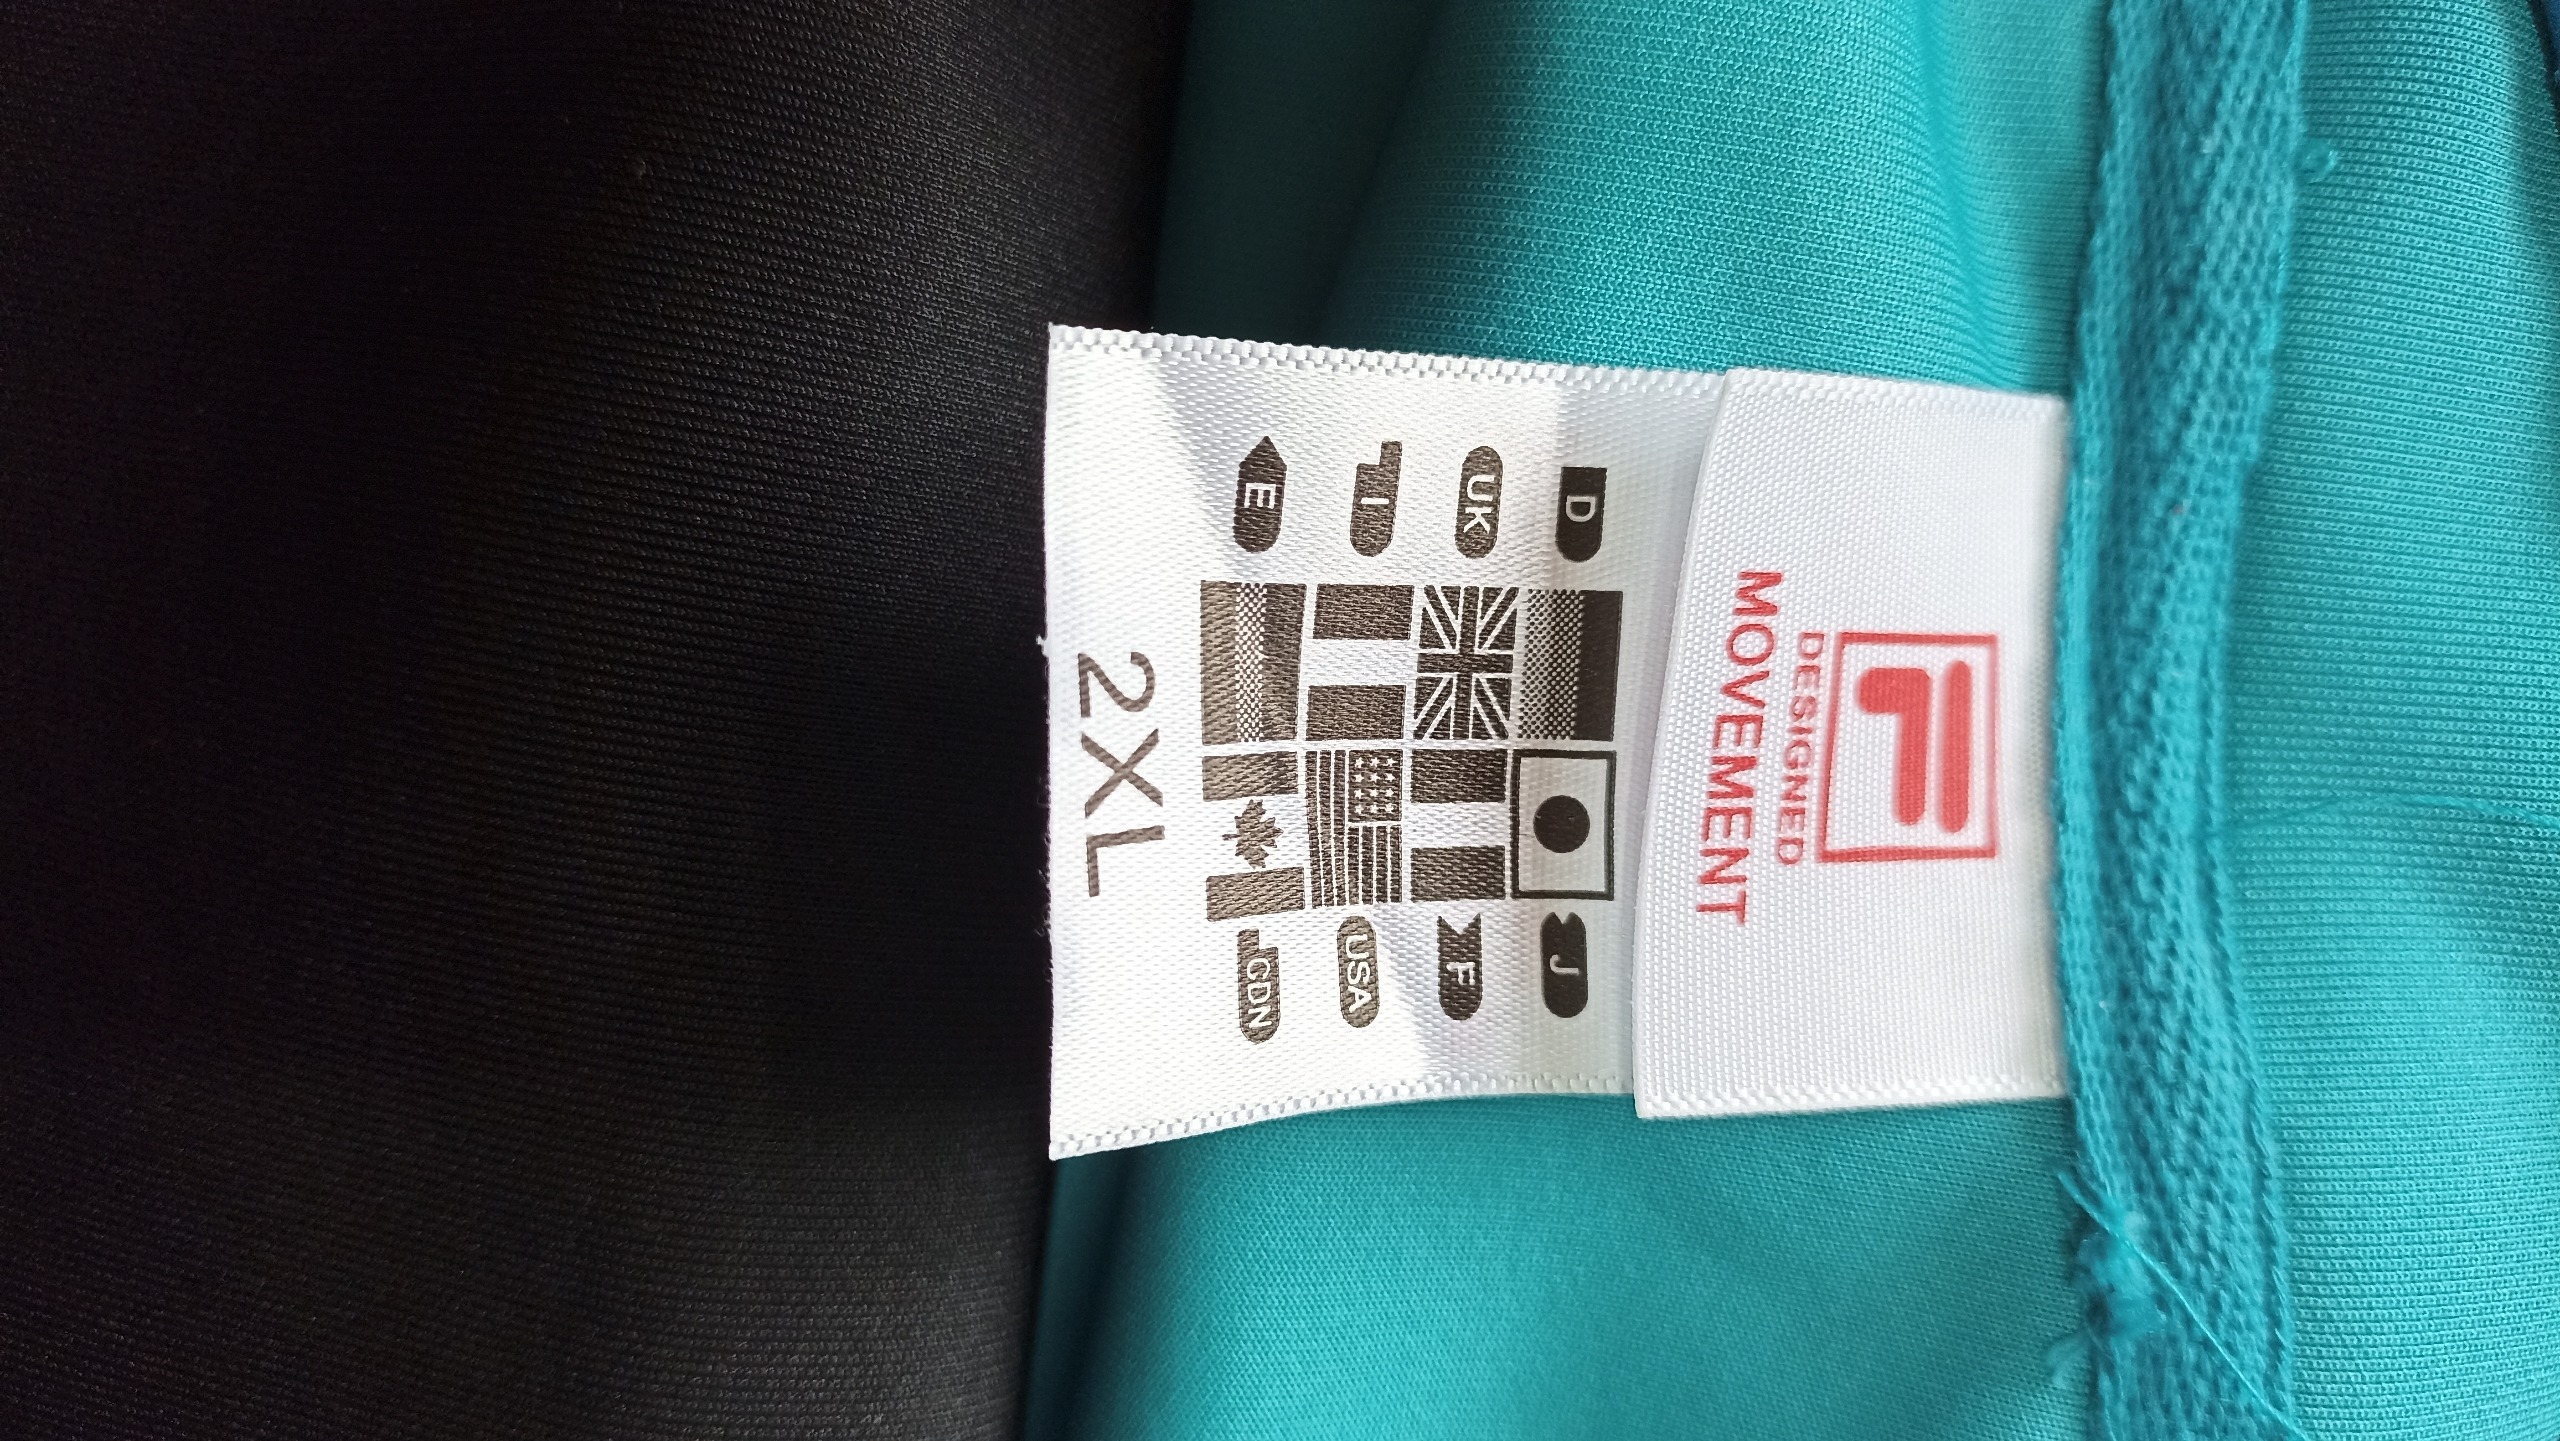 F
DESIGNED
MOVEMENT
D J
UK F
I USA
E CDN
2XL